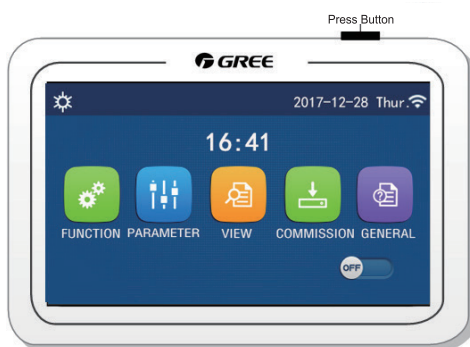 Press Button
GREE
2017-12-28 Thur.
16:41
FUNCTION PARAMETER VIEW COMMISSION GENERAL
OFF